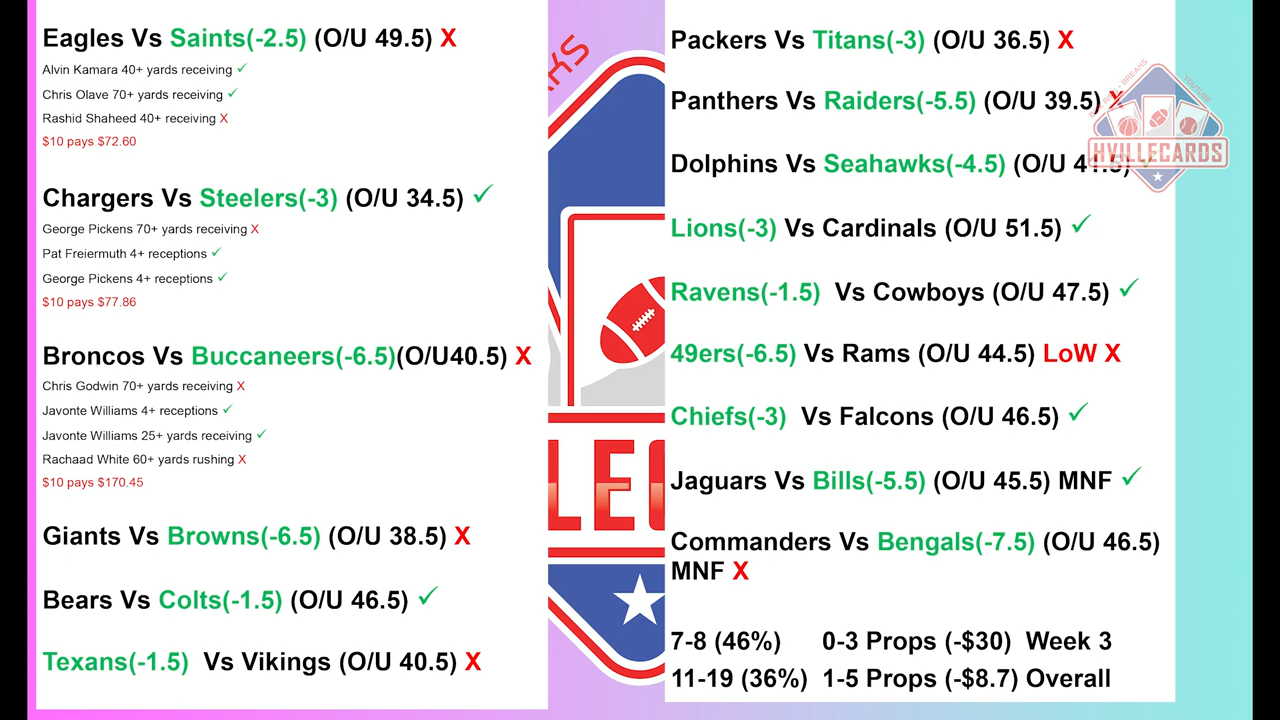 Eagles Vs Saints(-2.5) (O/U 49.5) X
Alvin Kamara 40+ yards receiving ✓
Chris Olave 70+ yards receiving ✓
Rashid Shaheed 40+ receiving X
$10 pays $72.60
Chargers Vs Steelers(-3) (O/U 34.5) ✓
George Pickens 70+ yards receiving X
Pat Freiermuth 4+ receptions ✓
George Pickens 4+ receptions ✓
$10 pays $77.86
Broncos Vs Buccaneers(-6.5)(O/U40.5) X
Chris Godwin 70+ yards receiving X
Javonte Williams 4+ receptions ✓
Javonte Williams 25+ yards receiving ✓
Rachaad White 60+ yards rushing X
$10 pays $170.45
Giants Vs Browns(-6.5) (O/U 38.5) X
Bears Vs Colts(-1.5) (O/U 46.5) ✓
Texans(-1.5) Vs Vikings (O/U 40.5) X
Packers Vs Titans(-3) (O/U 36.5) X
Panthers Vs Raiders(-5.5) (O/U 39.5) X
Dolphins Vs Seahawks(-4.5) (O/U 41.5) ✓
Lions(-3) Vs Cardinals (O/U 51.5) ✓
Ravens(-1.5) Vs Cowboys (O/U 47.5) ✓
49ers(-6.5) Vs Rams (O/U 44.5) LoW X
Chiefs(-3) Vs Falcons (O/U 46.5) ✓
Jaguars Vs Bills(-5.5) (O/U 45.5) MNF ✓
Commanders Vs Bengals(-7.5) (O/U 46.5)
MNF X
7-8 (46%) 0-3 Props (-$30) Week 3
11-19 (36%) 1-5 Props (-$8.7) Overall
BREAKS
YOUTUBE
HVILLECARDS